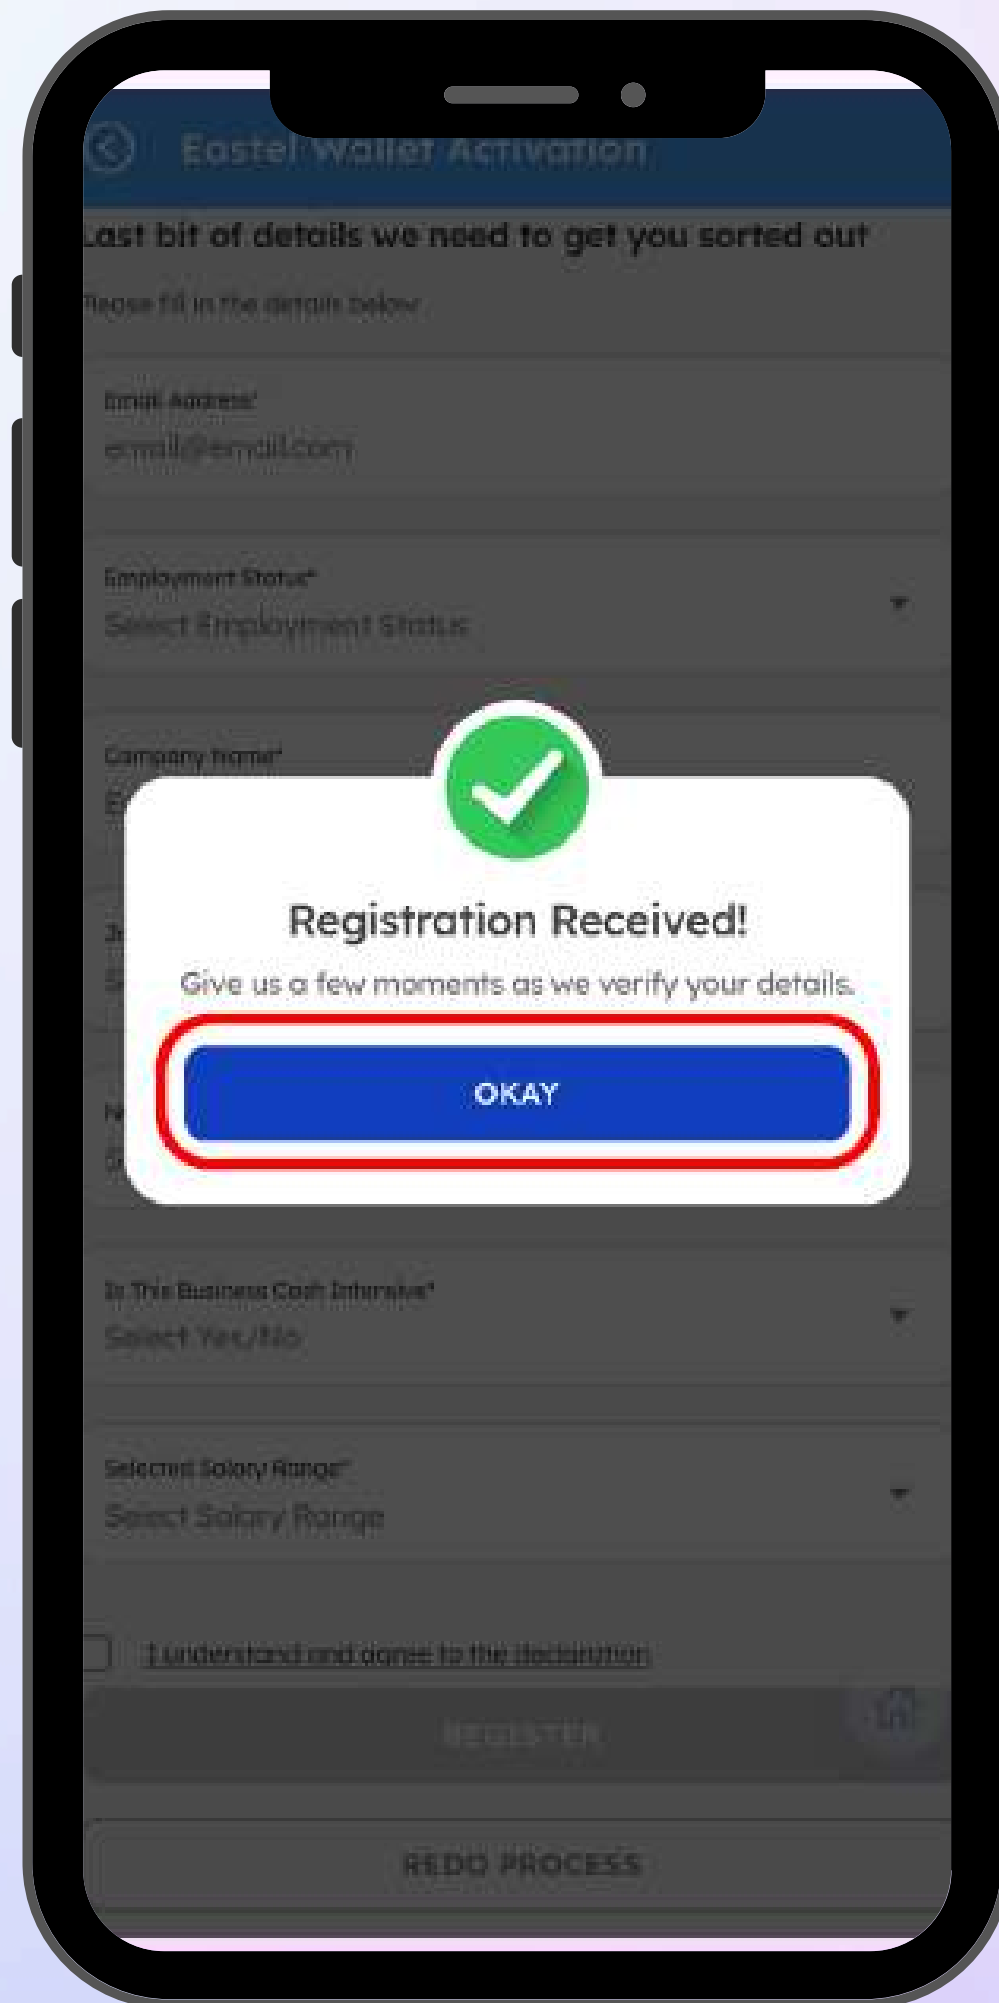 Eastel Wallet Activation
Last bit of details we need to get you sorted out
Please fill in the details below
Email Address*
email@email.com
Employment Status*
Select Employment Status
Company Name*
Registration Received!
Give us a few moments as we verify your details.
OKAY
Is This Business Cash Intensive*
Select Yes/No
Selected Salary Range*
Select Salary Range
I understand and agree to the declaration
REGISTER
REDO PROCESS